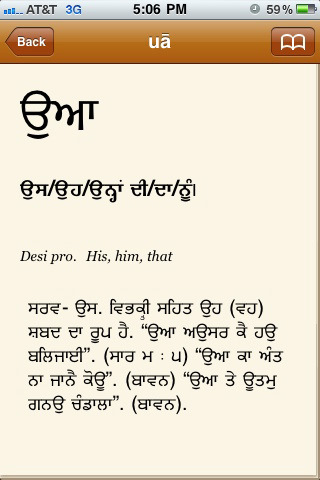 AT&T 3G 5:06 PM 59%
Back uā
ਉਆ
ਉਸ/ਉਹ/ਉਨ੍ਹਾਂ ਦੀ/ਦਾ/ਨੂੰ।
Desi pro. His, him, that
ਸਰਵ- ਉਸ. ਵਿਭਕ੍ਤੀ ਸਹਿਤ ਉਹ (ਵਹ)
ਸ਼ਬਦ ਦਾ ਰੂਪ ਹੈ. “ਉਆ ਅਉਸਰ ਕੈ ਹਉ
ਬਲਿਜਾਈ”. (ਸਾਰ ਮ : ੫) “ਉਆ ਕਾ ਅੰਤ
ਨਾ ਜਾਨੈ ਕੋਊ”. (ਬਾਵਨ) “ਉਆ ਤੇ ਊਤਮੁ
ਗਨਉ ਚੰਡਾਲਾ”. (ਬਾਵਨ).